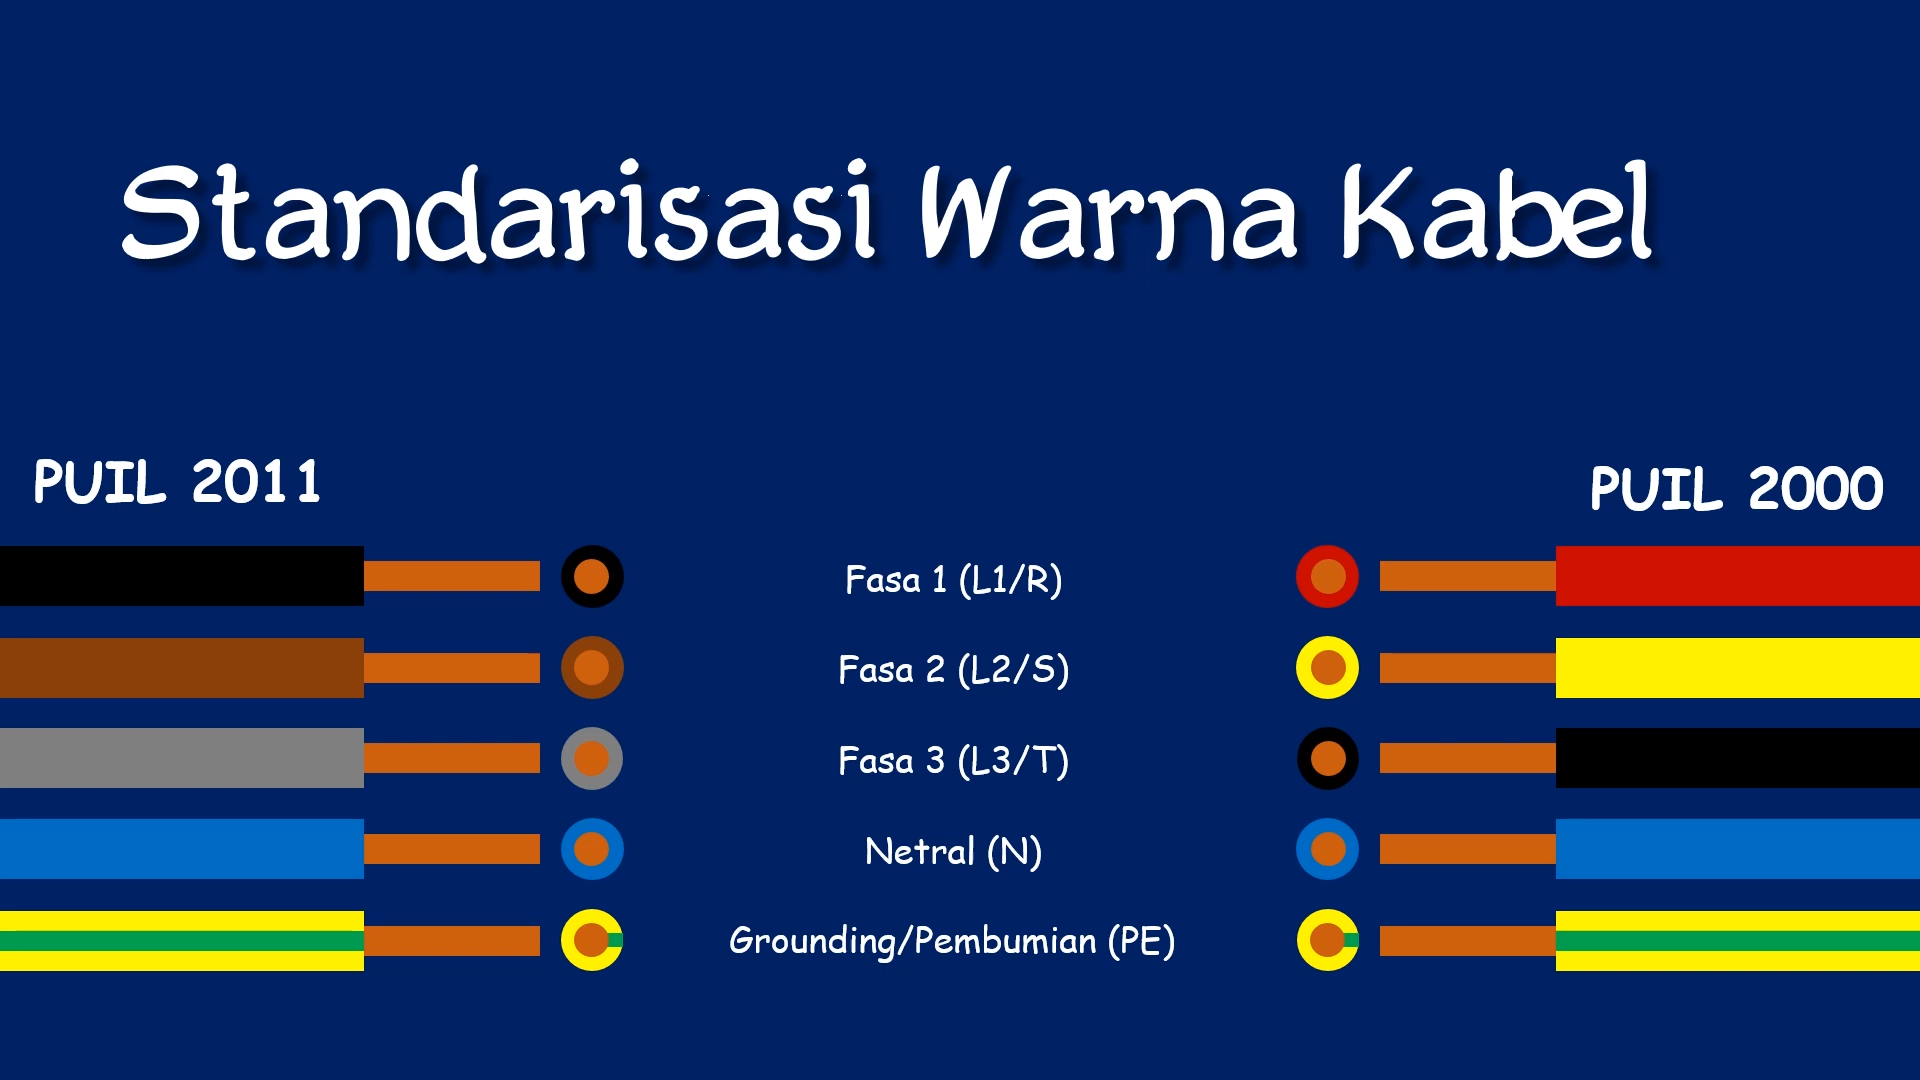 Standarisasi Warna Kabel
PUIL 2011
PUIL 2000
Fasa 1 (L1/R)
Fasa 2 (L2/S)
Fasa 3 (L3/T)
Netral (N)
Grounding/Pembumian (PE)